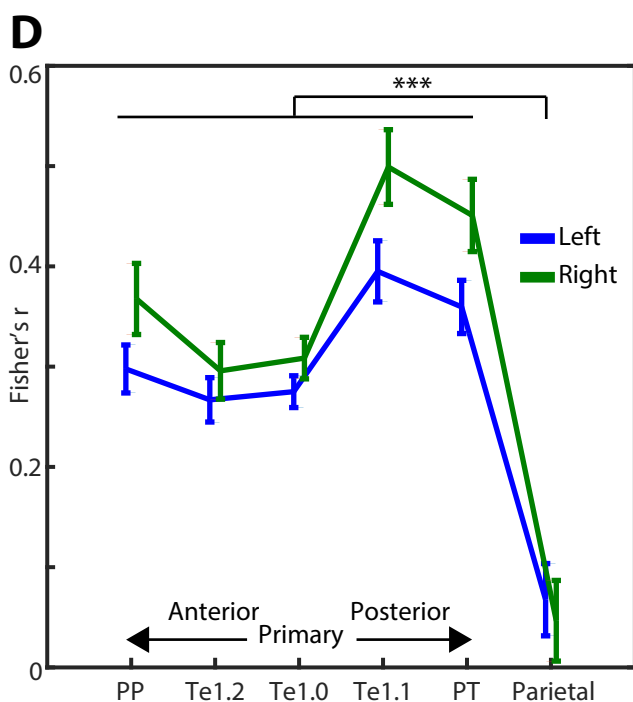 D
0.6
***
Left
0.4
Right
Fisher's r
0.2
Anterior Posterior
Primary
0
PP Te1.2 Te1.0 Te1.1 PT Parietal